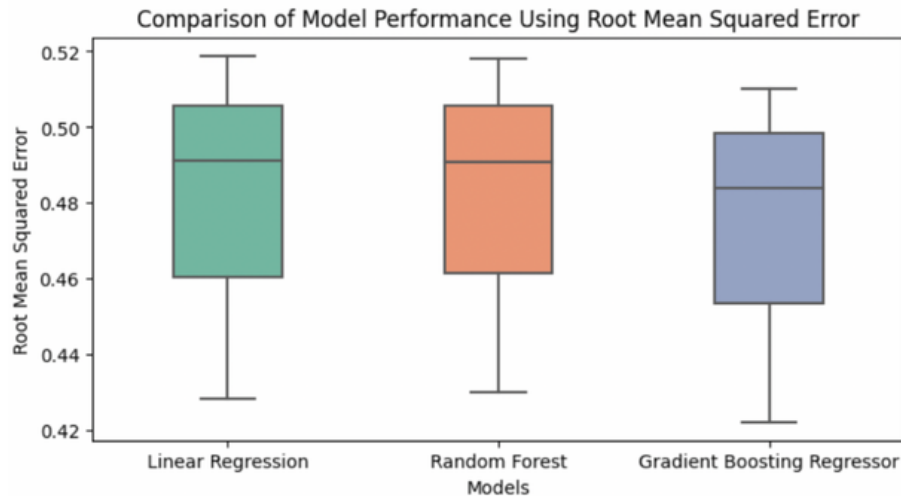 Comparison of Model Performance Using Root Mean Squared Error
Root Mean Squared Error
0.52
0.50
0.48
0.46
0.44
0.42
Linear Regression
Random Forest
Gradient Boosting Regressor
Models